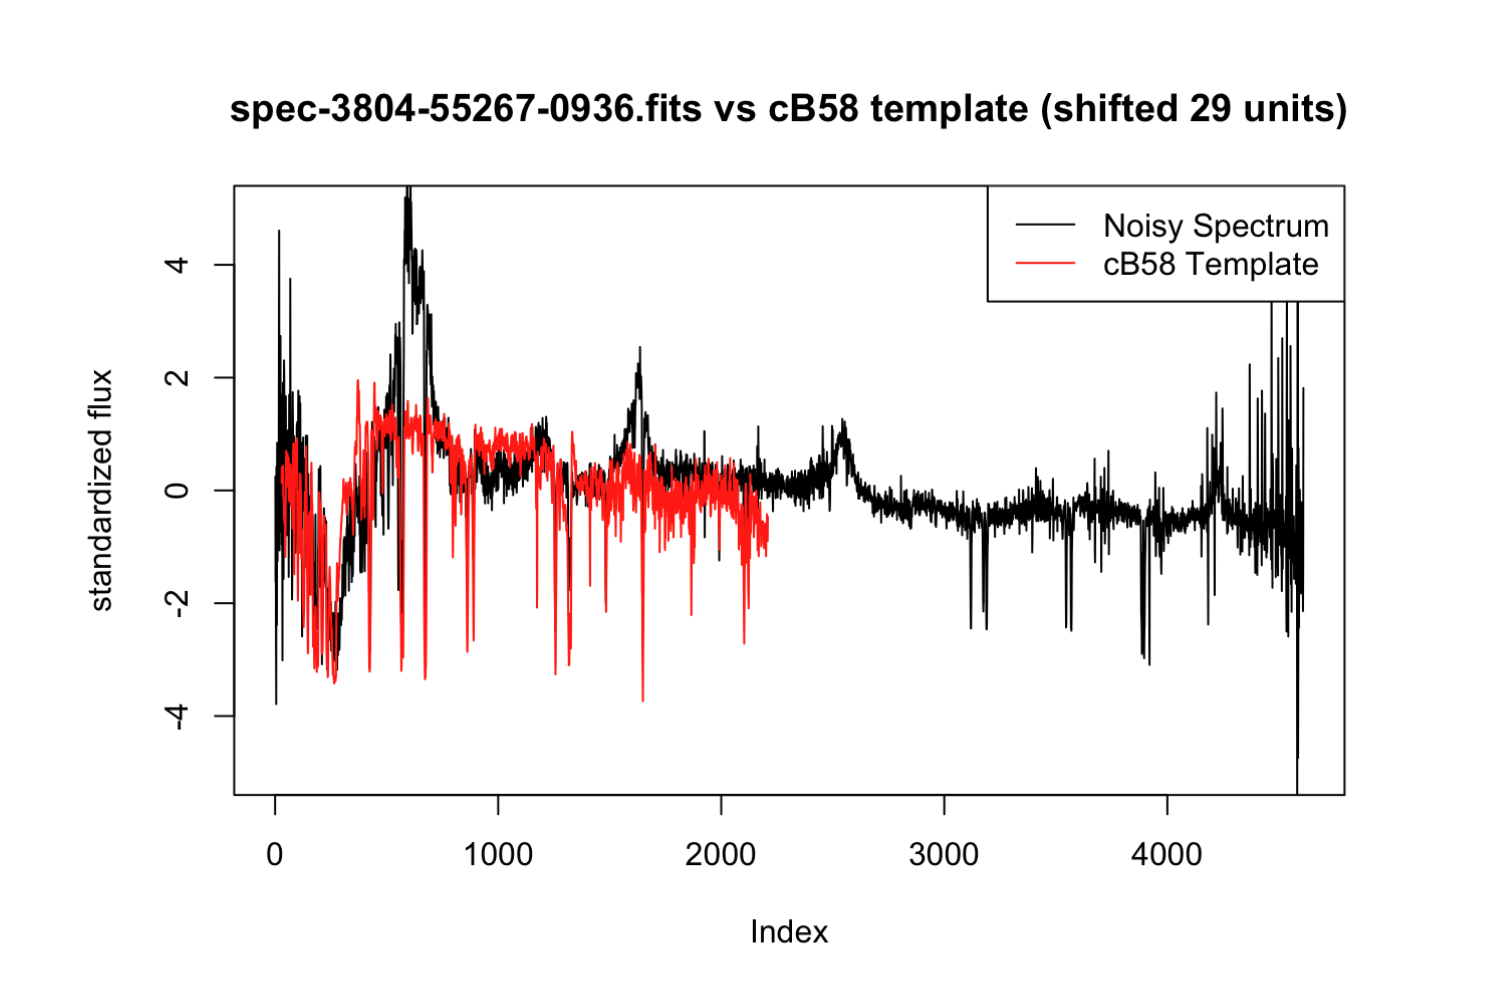 spec-3804-55267-0936.fits vs cB58 template (shifted 29 units)
Noisy Spectrum
cB58 Template
standardized flux
4
2
0
-2
-4
0 1000 2000 3000 4000
Index